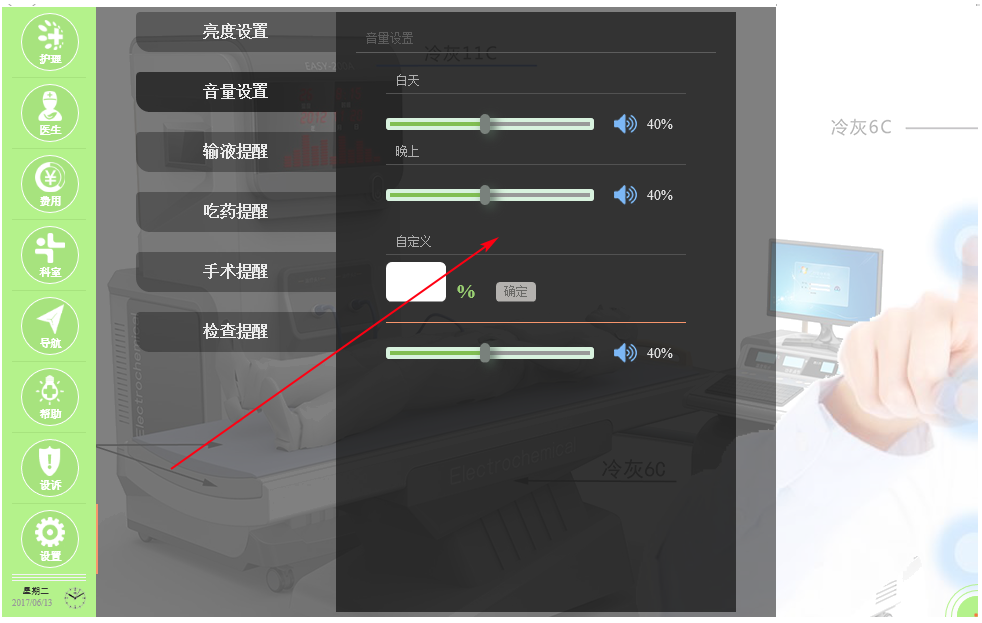 护理
医生
费用
科室
导航
帮助
设诉
设置
星期二
2017/06/13
亮度设置
音量设置
输液提醒
吃药提醒
手术提醒
检查提醒
音量设置
冷灰11C
白天
40%
晚上
40%
自定义
%
确定
40%
EASY-
Electrochemical
Electrochemical
冷灰6C
冷灰6C